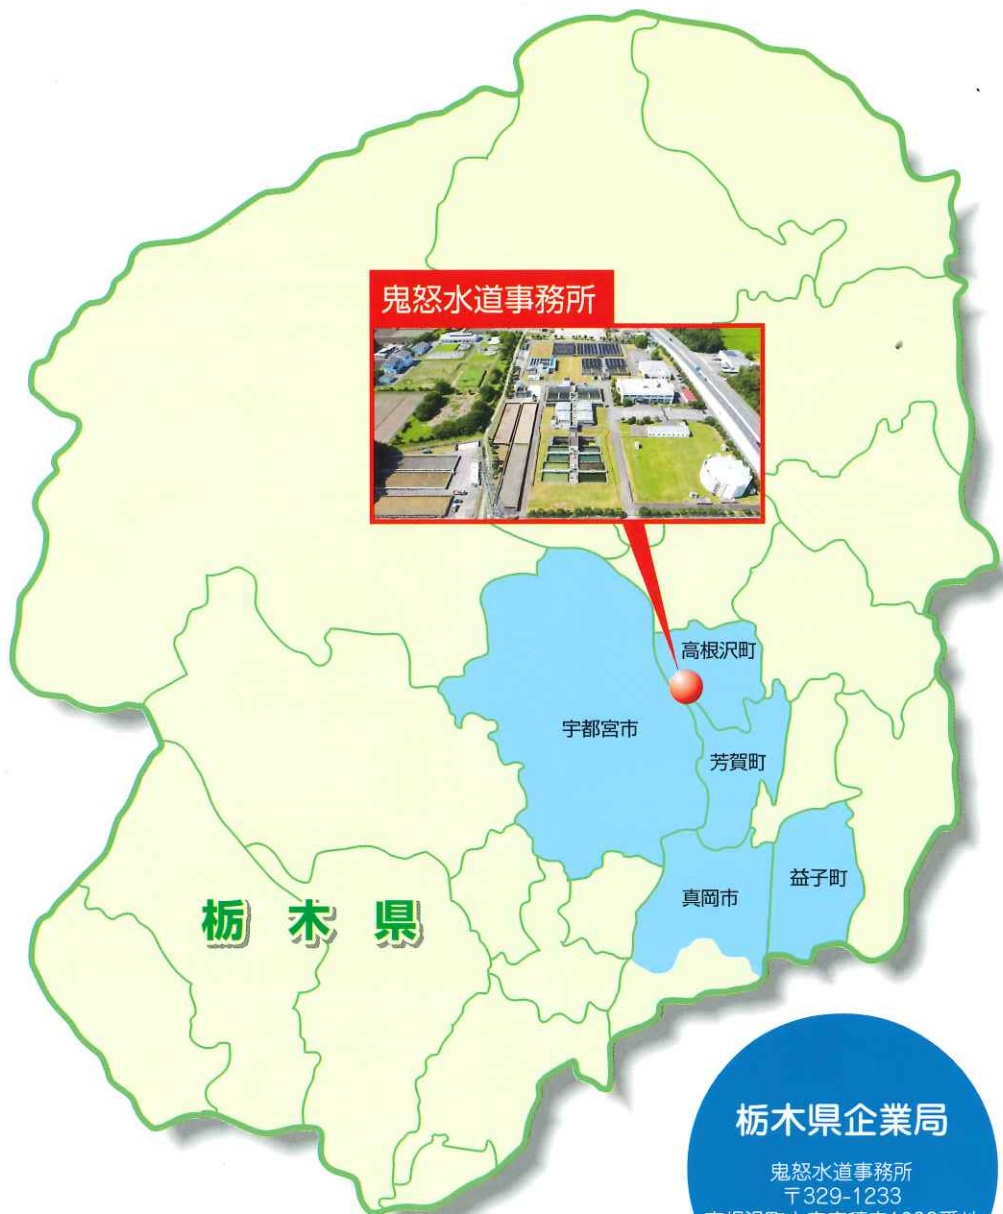 鬼怒水道事務所
高根沢町
宇都宮市
芳賀町
益子町
真岡市
栃木県
栃木県企業局
鬼怒水道事務所
〒329-1233